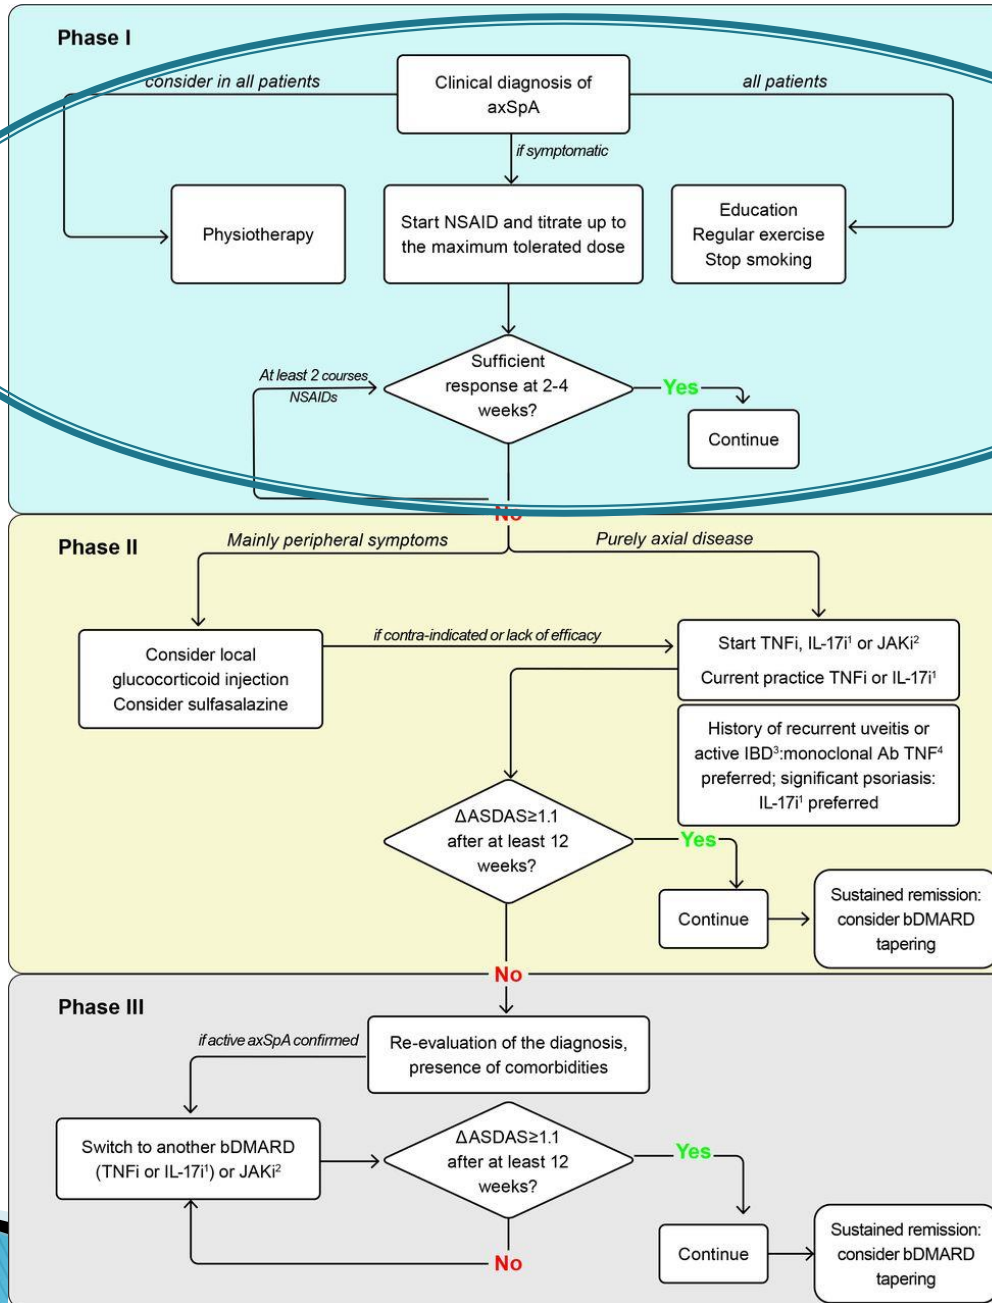 Phase I
consider in all patients
Clinical diagnosis of
axSpA
all patients
if symptomatic
Physiotherapy
Start NSAID and titrate up to
the maximum tolerated dose
Education
Regular exercise
Stop smoking
At least 2 courses
NSAIDs
Sufficient
response at 2-4
weeks?
Yes
Continue
No
Phase II
Mainly peripheral symptoms
Purely axial disease
Consider local
glucocorticoid injection
Consider sulfasalazine
if contra-indicated or lack of efficacy
Start TNFi, IL-17i¹ or JAKi²
Current practice TNFi or IL-17i¹
History of recurrent uveitis or
active IBD³:monoclonal Ab TNF⁴
preferred; significant psoriasis:
IL-17i¹ preferred
ΔASDAS≥1.1
after at least 12
weeks?
Yes
Continue
Sustained remission:
consider bDMARD
tapering
No
Phase III
if active axSpA confirmed
Re-evaluation of the diagnosis,
presence of comorbidities
Switch to another bDMARD
(TNFi or IL-17i¹) or JAKi²
ΔASDAS≥1.1
after at least 12
weeks?
Yes
No
Continue
Sustained remission:
consider bDMARD
tapering